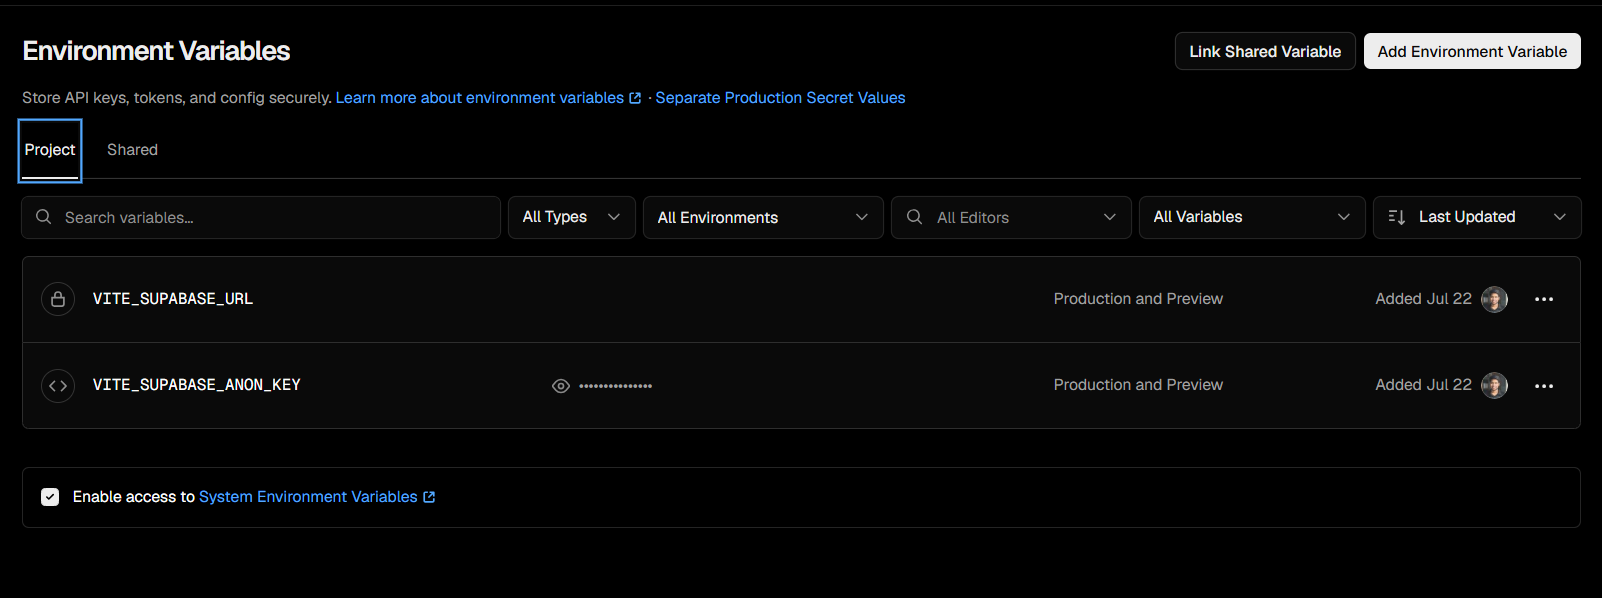 Environment Variables
Link Shared Variable
Add Environment Variable
Store API keys, tokens, and config securely. Learn more about environment variables · Separate Production Secret Values
Project
Shared
Search variables...
All Types
All Environments
All Editors
All Variables
Last Updated
VITE_SUPABASE_URL
Production and Preview
Added Jul 22
VITE_SUPABASE_ANON_KEY
•••••••••••••••
Production and Preview
Added Jul 22
Enable access to System Environment Variables